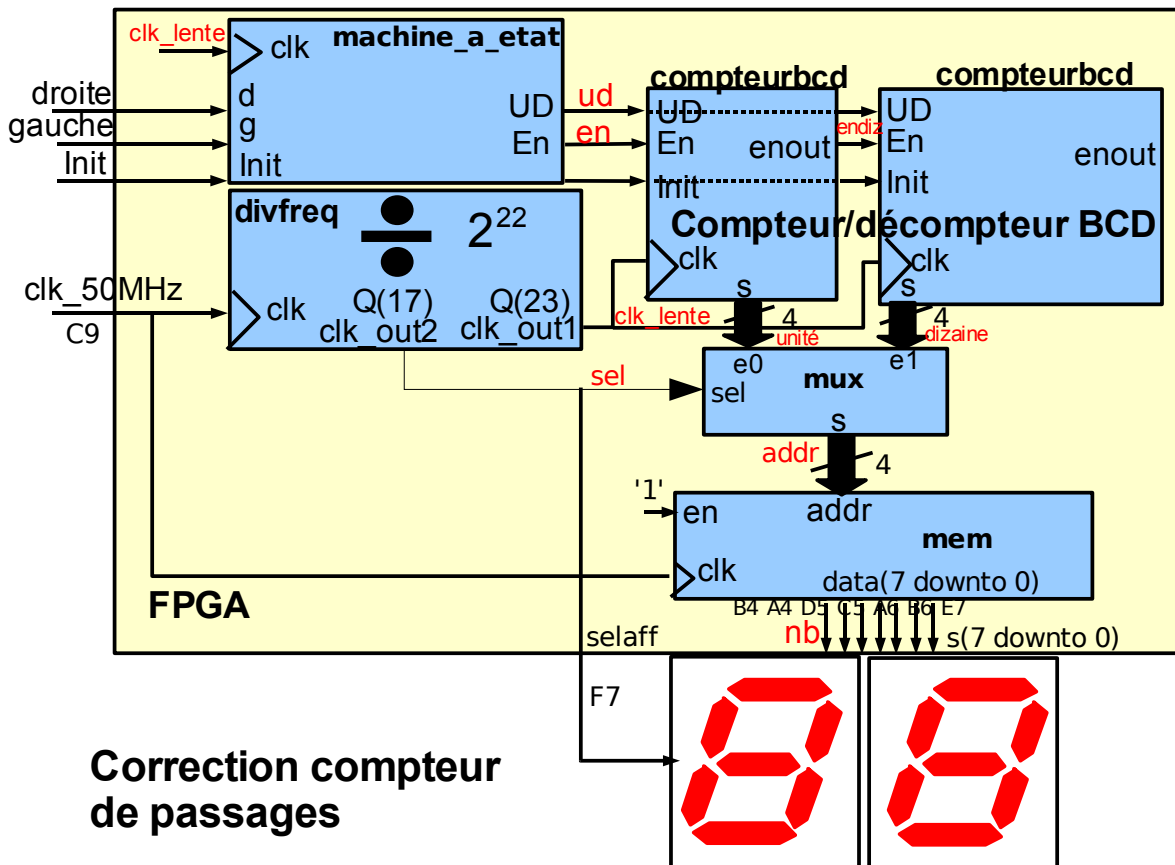 clk_lente
clk
machine_a_etat
droite
d
UD
ud
gauche
g
En
en
Init
Init
compteurbcd
UD
En
enout
Init
endiz
compteurbcd
UD
En
enout
Init
Compteur/décompteur BCD
divfreq
2^22
clk_50MHz
C9
clk
Q(17)
clk_out2
Q(23)
clk_out1
clk_lente
clk
s
4
unité
clk
s
4
dizaine
sel
e0
e1
mux
sel
s
addr
4
'1'
en
addr
mem
clk
data(7 downto 0)
FPGA
B4 A4 D5 C5 A6 B6 E7
nb
s(7 downto 0)
selaff
F7
8
8
Correction compteur
de passages